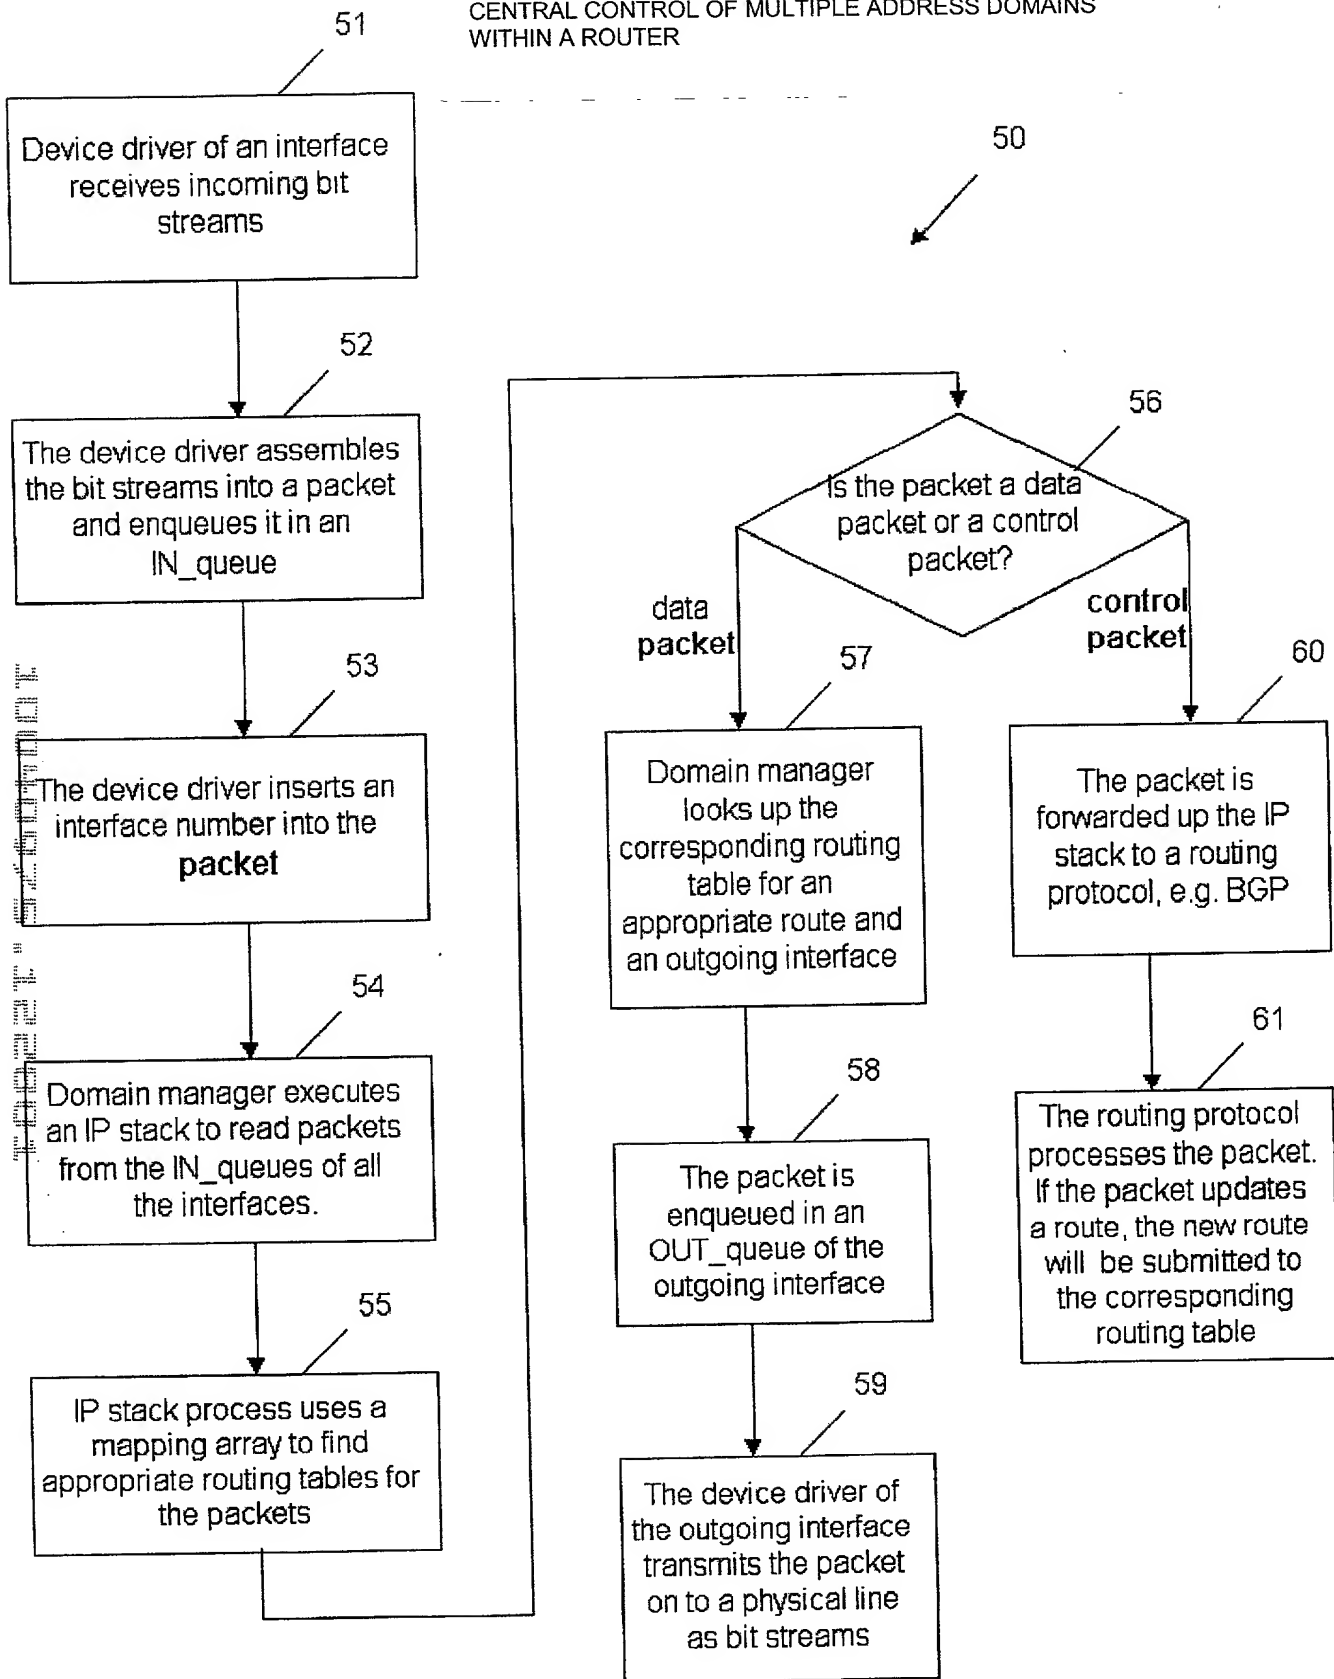 CENTRAL CONTROL OF MULTIPLE ADDRESS DOMAINS
WITHIN A ROUTER
51
Device driver of an interface
receives incoming bit
streams
50
52
The device driver assembles
the bit streams into a packet
and enqueues it in an
IN_queue
53
The device driver inserts an
interface number into the
packet
54
Domain manager executes
an IP stack to read packets
from the IN_queues of all
the interfaces.
55
IP stack process uses a
mapping array to find
appropriate routing tables for
the packets
56
Is the packet a data
packet or a control
packet?
data
packet
control
packet
57
Domain manager
looks up the
corresponding routing
table for an
appropriate route and
an outgoing interface
58
The packet is
enqueued in an
OUT_queue of the
outgoing interface
59
The device driver of
the outgoing interface
transmits the packet
on to a physical line
as bit streams
60
The packet is
forwarded up the IP
stack to a routing
protocol, e.g. BGP
61
The routing protocol
processes the packet.
If the packet updates
a route, the new route
will be submitted to
the corresponding
routing table